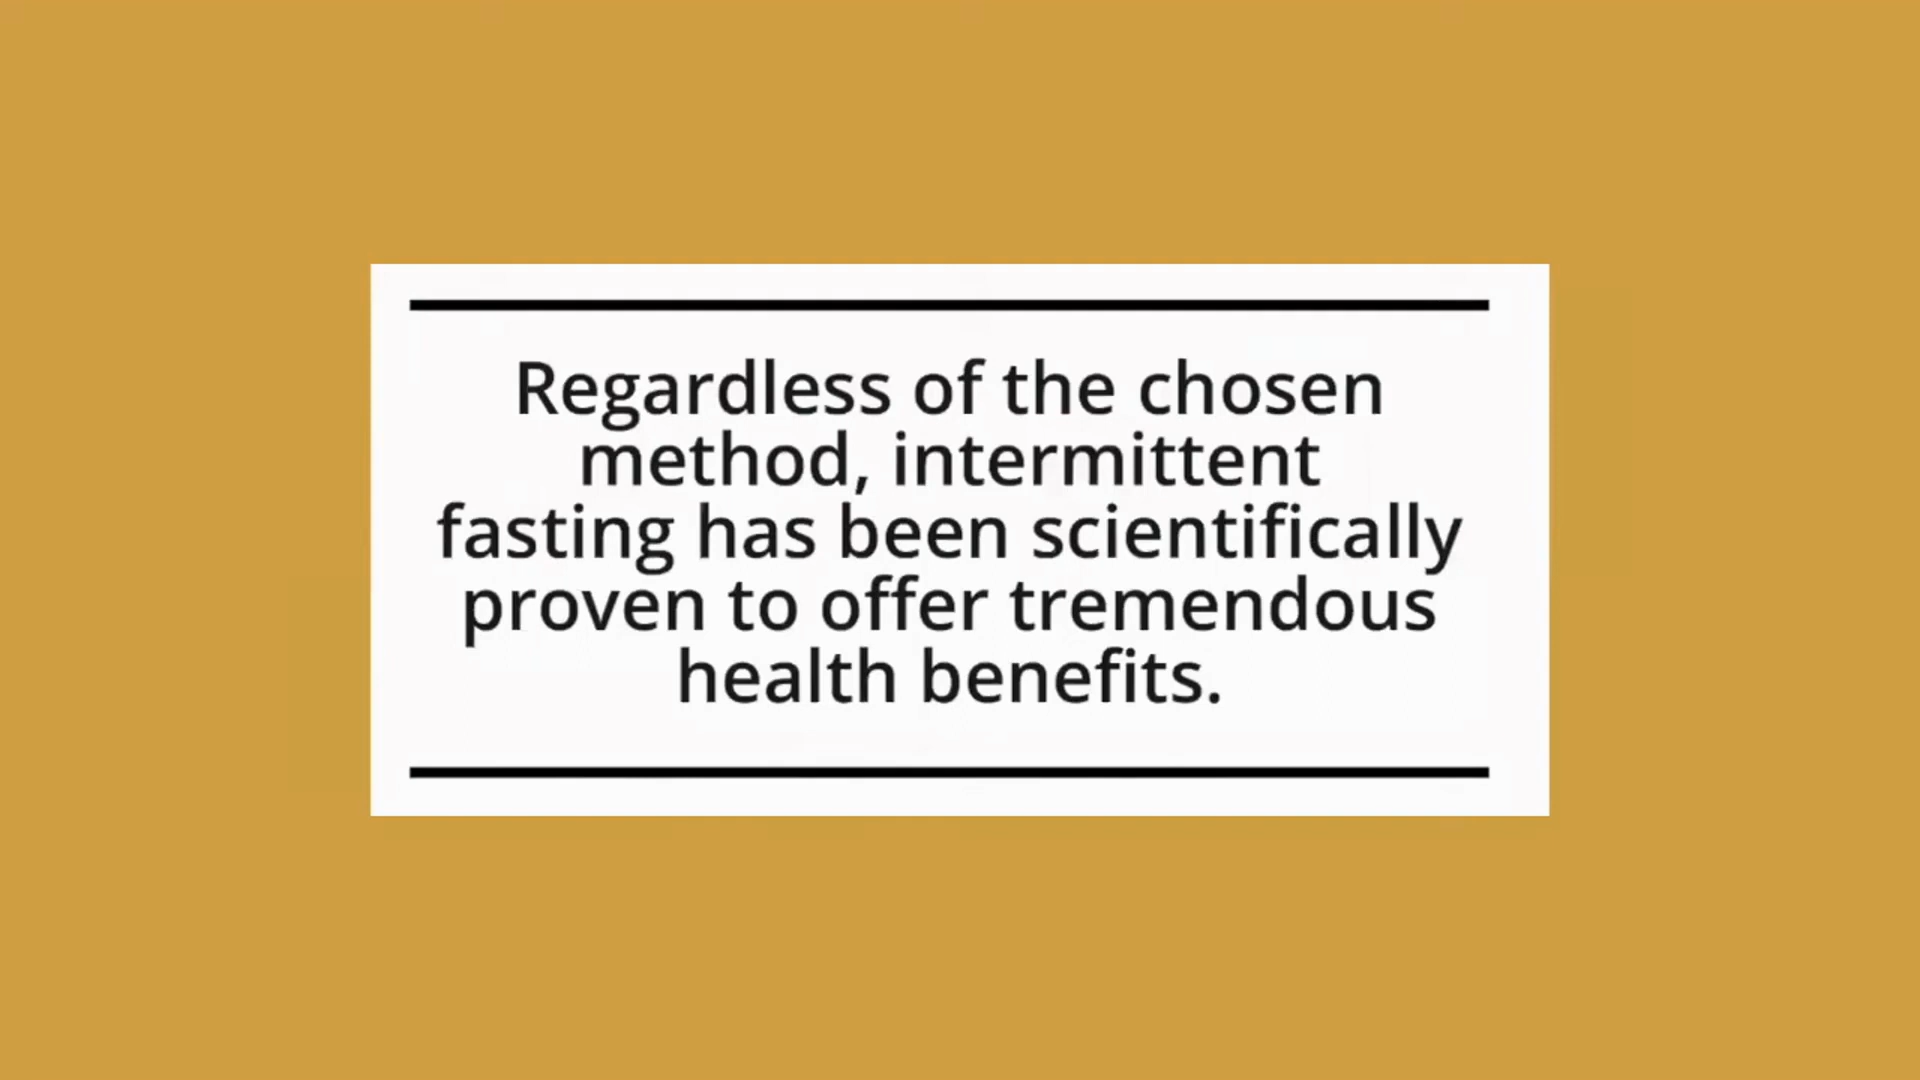 Regardless of the chosen
method, intermittent
fasting has been scientifically
proven to offer tremendous
health benefits.